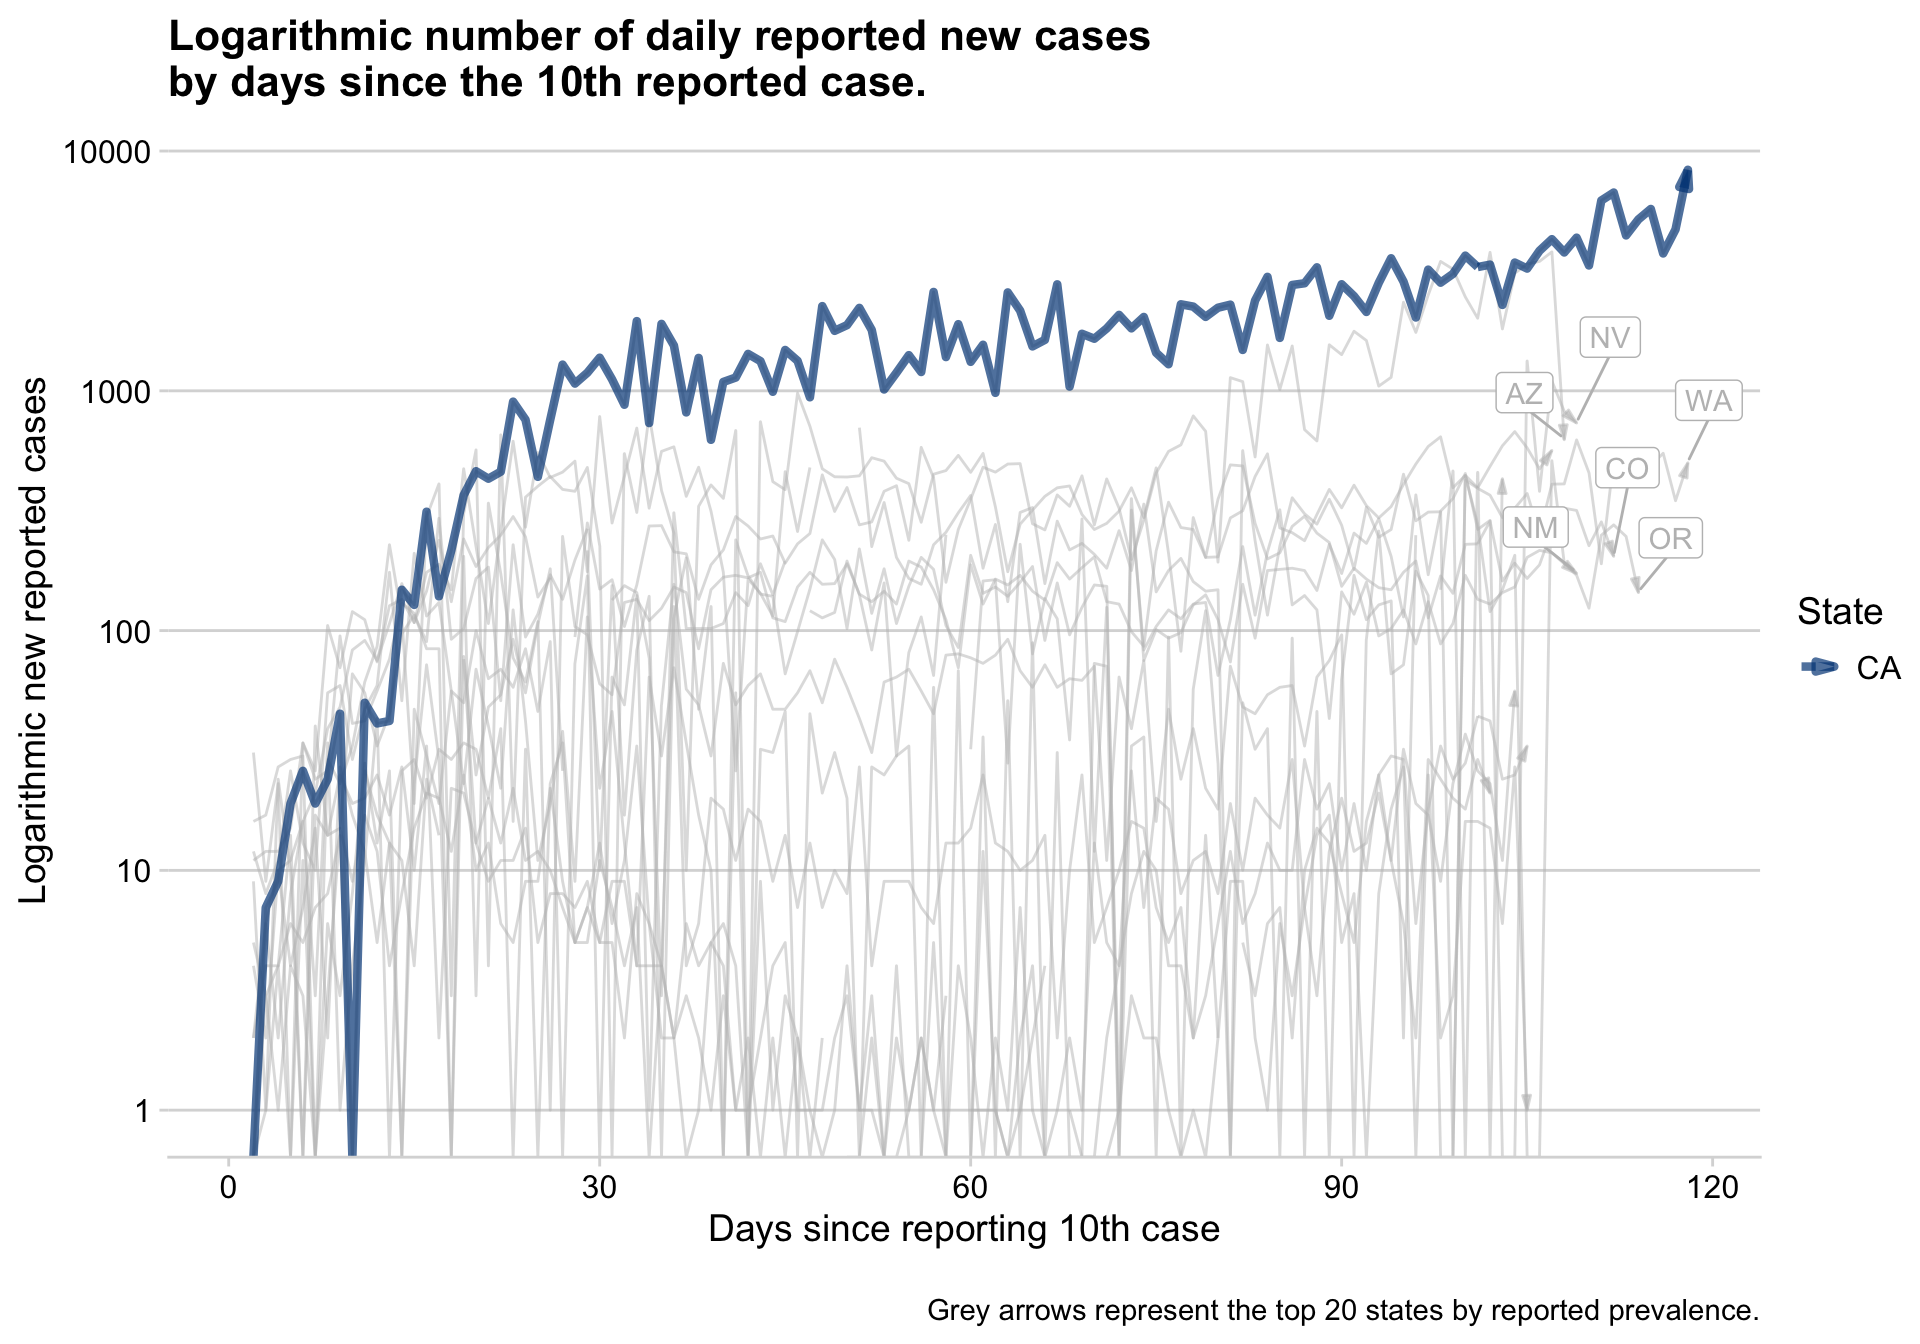 Logarithmic number of daily reported new cases
by days since the 10th reported case.
Logarithmic new reported cases
10000
1000
100
10
1
NV
AZ
WA
CO
NM
OR
State
CA
0
30
60
90
120
Days since reporting 10th case
Grey arrows represent the top 20 states by reported prevalence.